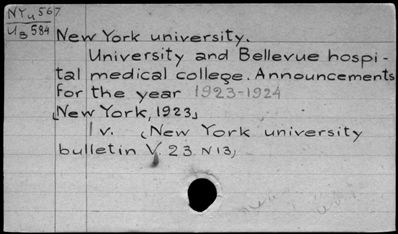 NYu 567
UB 584
New York university.
University and Bellevue hospi-
tal medical college. Announcements
for the year 1923-1924
[New York, 1923]
1 v. (New York university
bulletin V. 23 N 13)